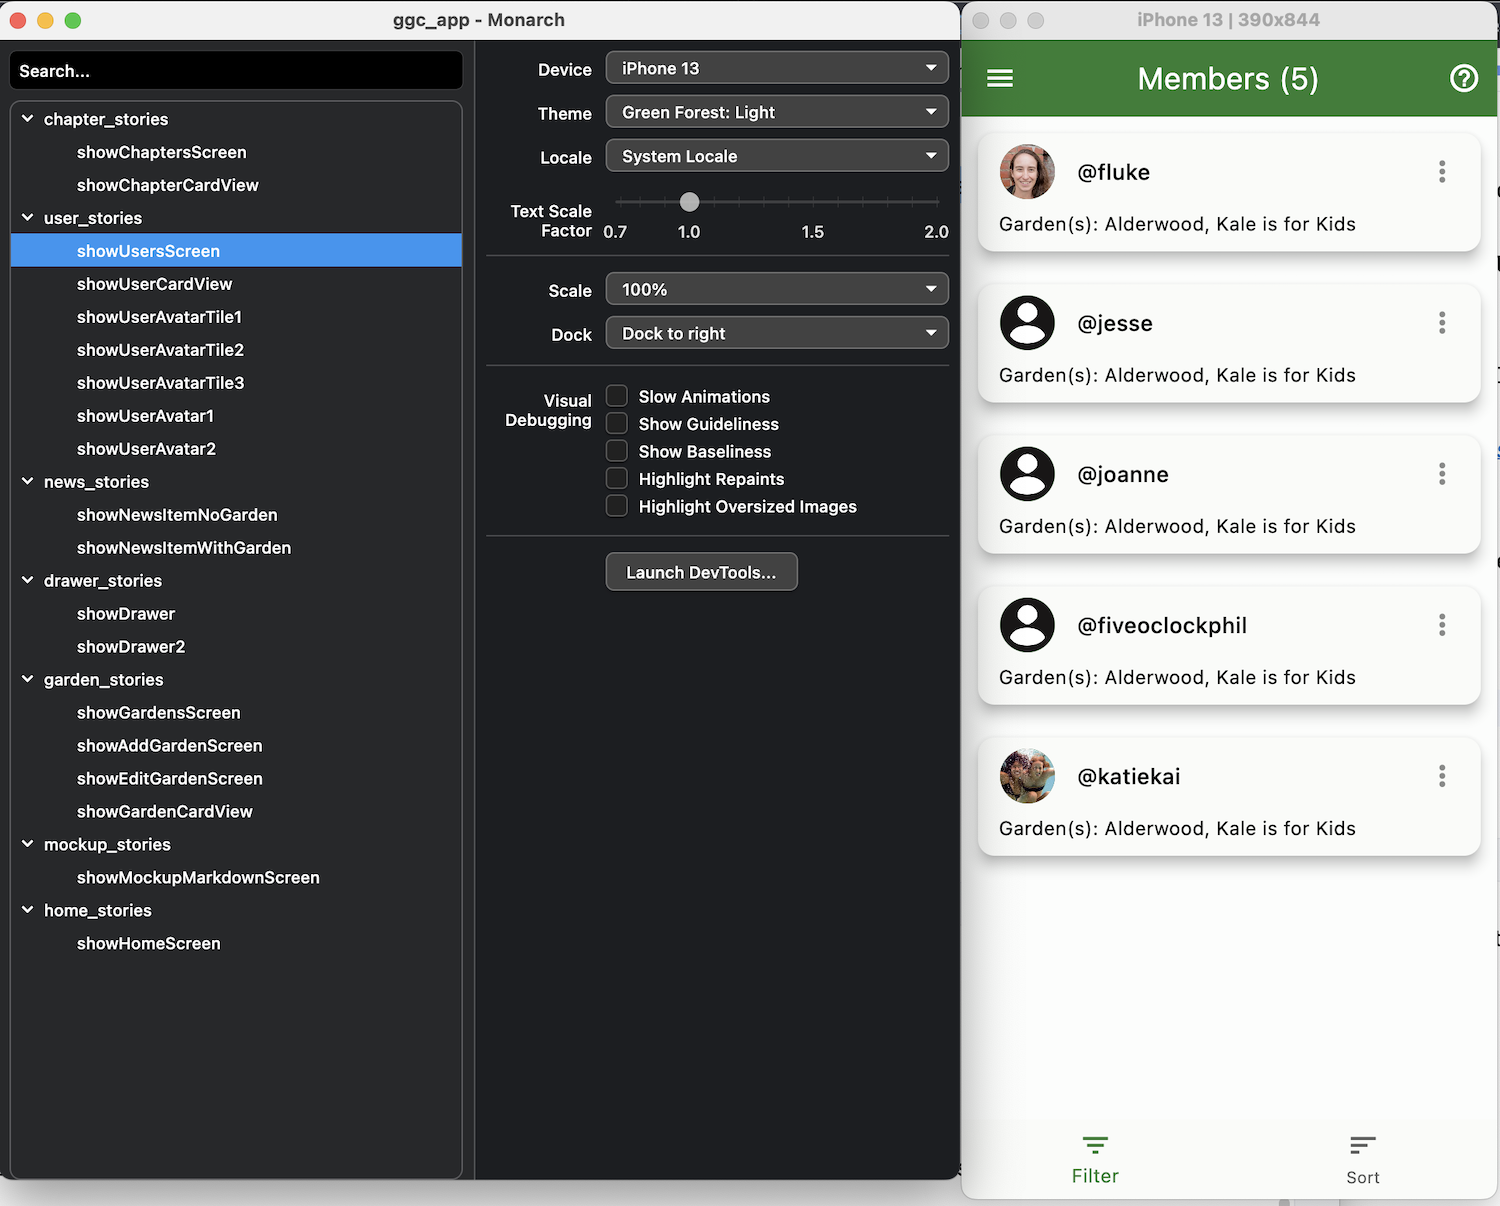 ggc_app - Monarch
Search...
chapter_stories
showChaptersScreen
showChapterCardView
user_stories
showUsersScreen
showUserCardView
showUserAvatarTile1
showUserAvatarTile2
showUserAvatarTile3
showUserAvatar1
showUserAvatar2
news_stories
showNewsItemNoGarden
showNewsItemWithGarden
drawer_stories
showDrawer
showDrawer2
garden_stories
showGardensScreen
showAddGardenScreen
showEditGardenScreen
showGardenCardView
mockup_stories
showMockupMarkdownScreen
home_stories
showHomeScreen
Device iPhone 13
Theme Green Forest: Light
Locale System Locale
Text Scale Factor
0.7 1.0 1.5 2.0
Scale 100%
Dock Dock to right
Visual Debugging
Slow Animations
Show Guideliness
Show Baseliness
Highlight Repaints
Highlight Oversized Images
Launch DevTools...
iPhone 13 | 390x844
Members (5)
@fluke
Garden(s): Alderwood, Kale is for Kids
@jesse
Garden(s): Alderwood, Kale is for Kids
@joanne
Garden(s): Alderwood, Kale is for Kids
@fiveoclockphil
Garden(s): Alderwood, Kale is for Kids
@katiekai
Garden(s): Alderwood, Kale is for Kids
Filter
Sort